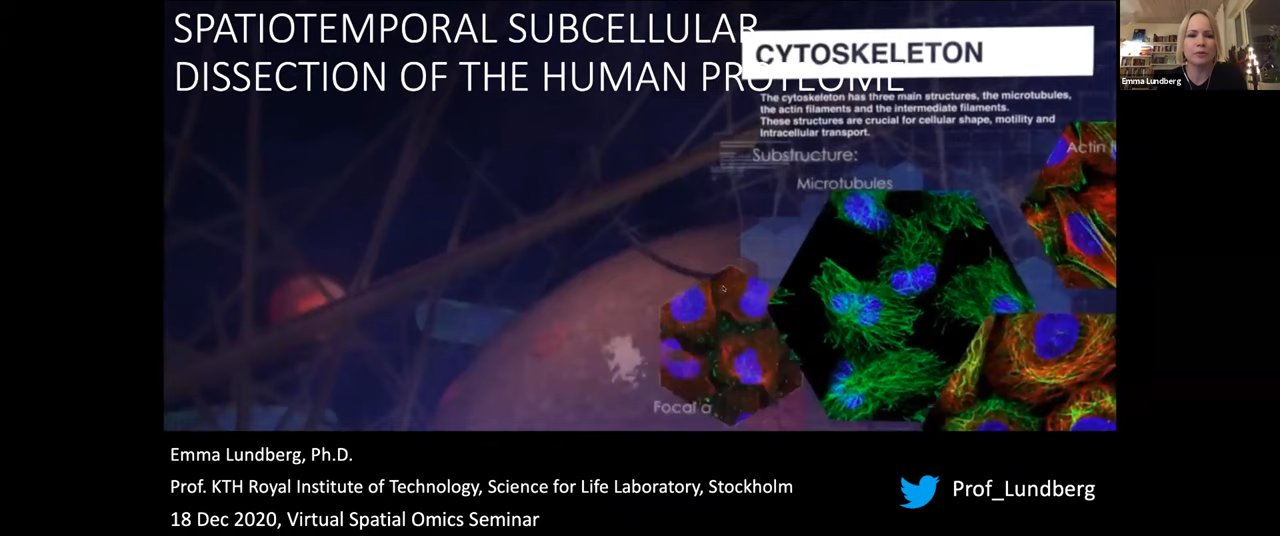 SPATIOTEMPORAL SUBCELLULAR
DISSECTION OF THE HUMAN PROTEOME
CYTOSKELETON
The cytoskeleton has three main structures, the microtubules,
the actin filaments and the intermediate filaments.
These structures are crucial for cellular shape, motility and
Intracellular transport.
Substructure:
Microtubules
Actin
Focal a
Emma Lundberg
Emma Lundberg, Ph.D.
Prof. KTH Royal Institute of Technology, Science for Life Laboratory, Stockholm
18 Dec 2020, Virtual Spatial Omics Seminar
Prof_Lundberg